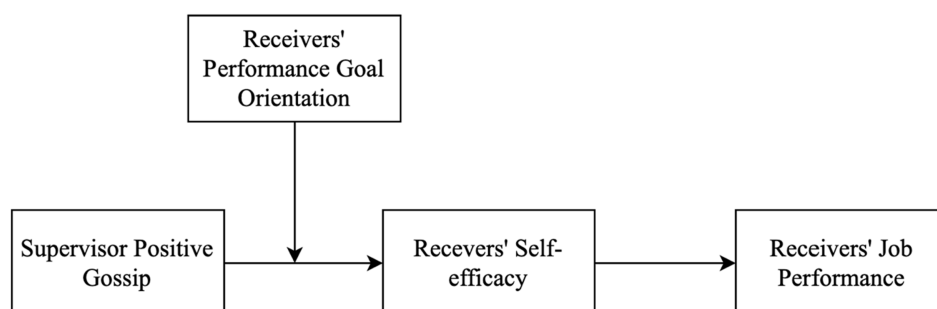 Receivers'
Performance Goal
Orientation
Supervisor Positive
Gossip
Recevers' Self-
efficacy
Receivers' Job
Performance